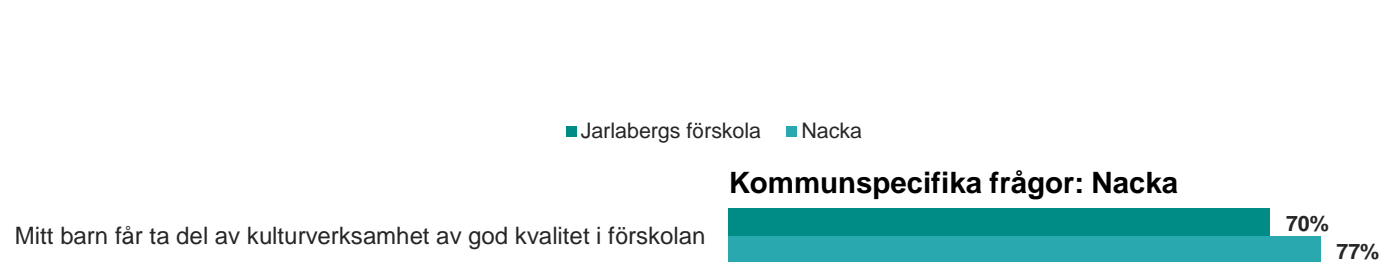 Jarlabergs förskola Nacka
Kommunspecifika frågor: Nacka
Mitt barn får ta del av kulturverksamhet av god kvalitet i förskolan
70%
77%